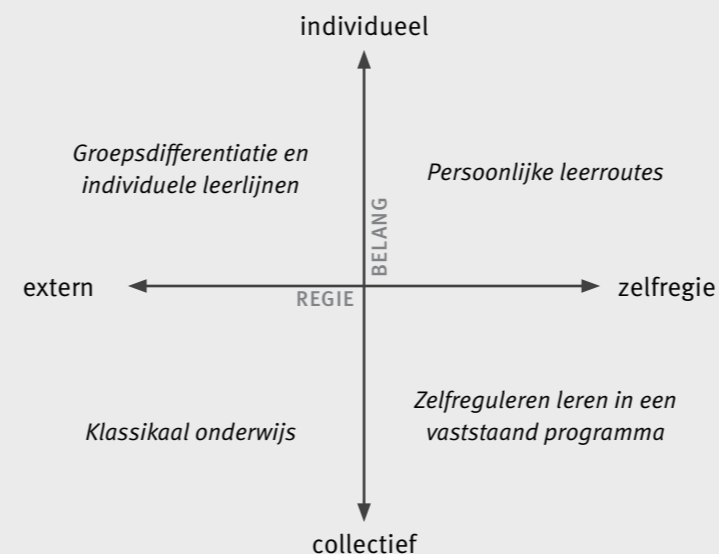 individueel
Groepsdifferentiatie en
individuele leerlijnen
Persoonlijke leerroutes
BELANG
extern
REGIE
zelfregie
Klassikaal onderwijs
Zelfreguleren leren in een
vaststaand programma
collectief